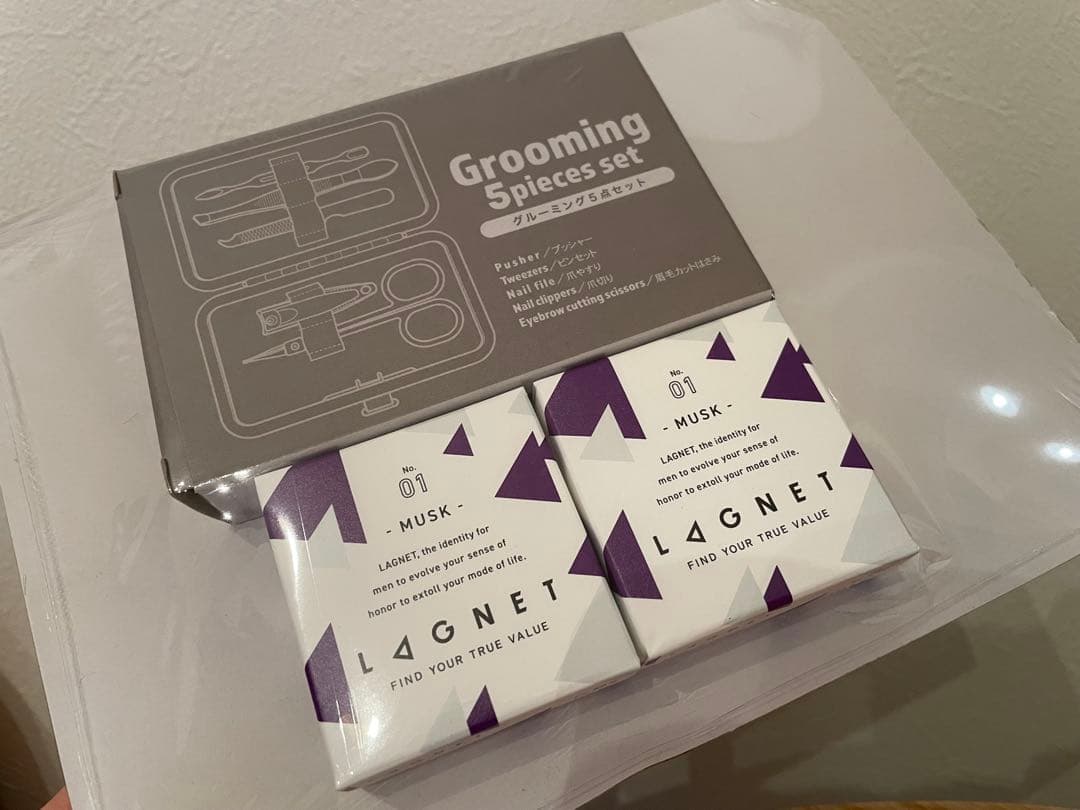 Grooming
5pieces set
グルーミング5点セット
Pusher/プッシャー
Tweezers/ピンセット
Nail file/爪やすり
Nail clippers/爪切り
Eyebrow cutting scissors/眉毛カットはさみ
No.
01
- MUSK -
LAGNET, the identity for
men to evolve your sense of
honor to extoll your mode of life.
LAGNET
FIND YOUR TRUE VALUE
No.
01
- MUSK -
LAGNET, the identity for
men to evolve your sense of
honor to extoll your mode of life.
LAGNET
FIND YOUR TRUE VALUE